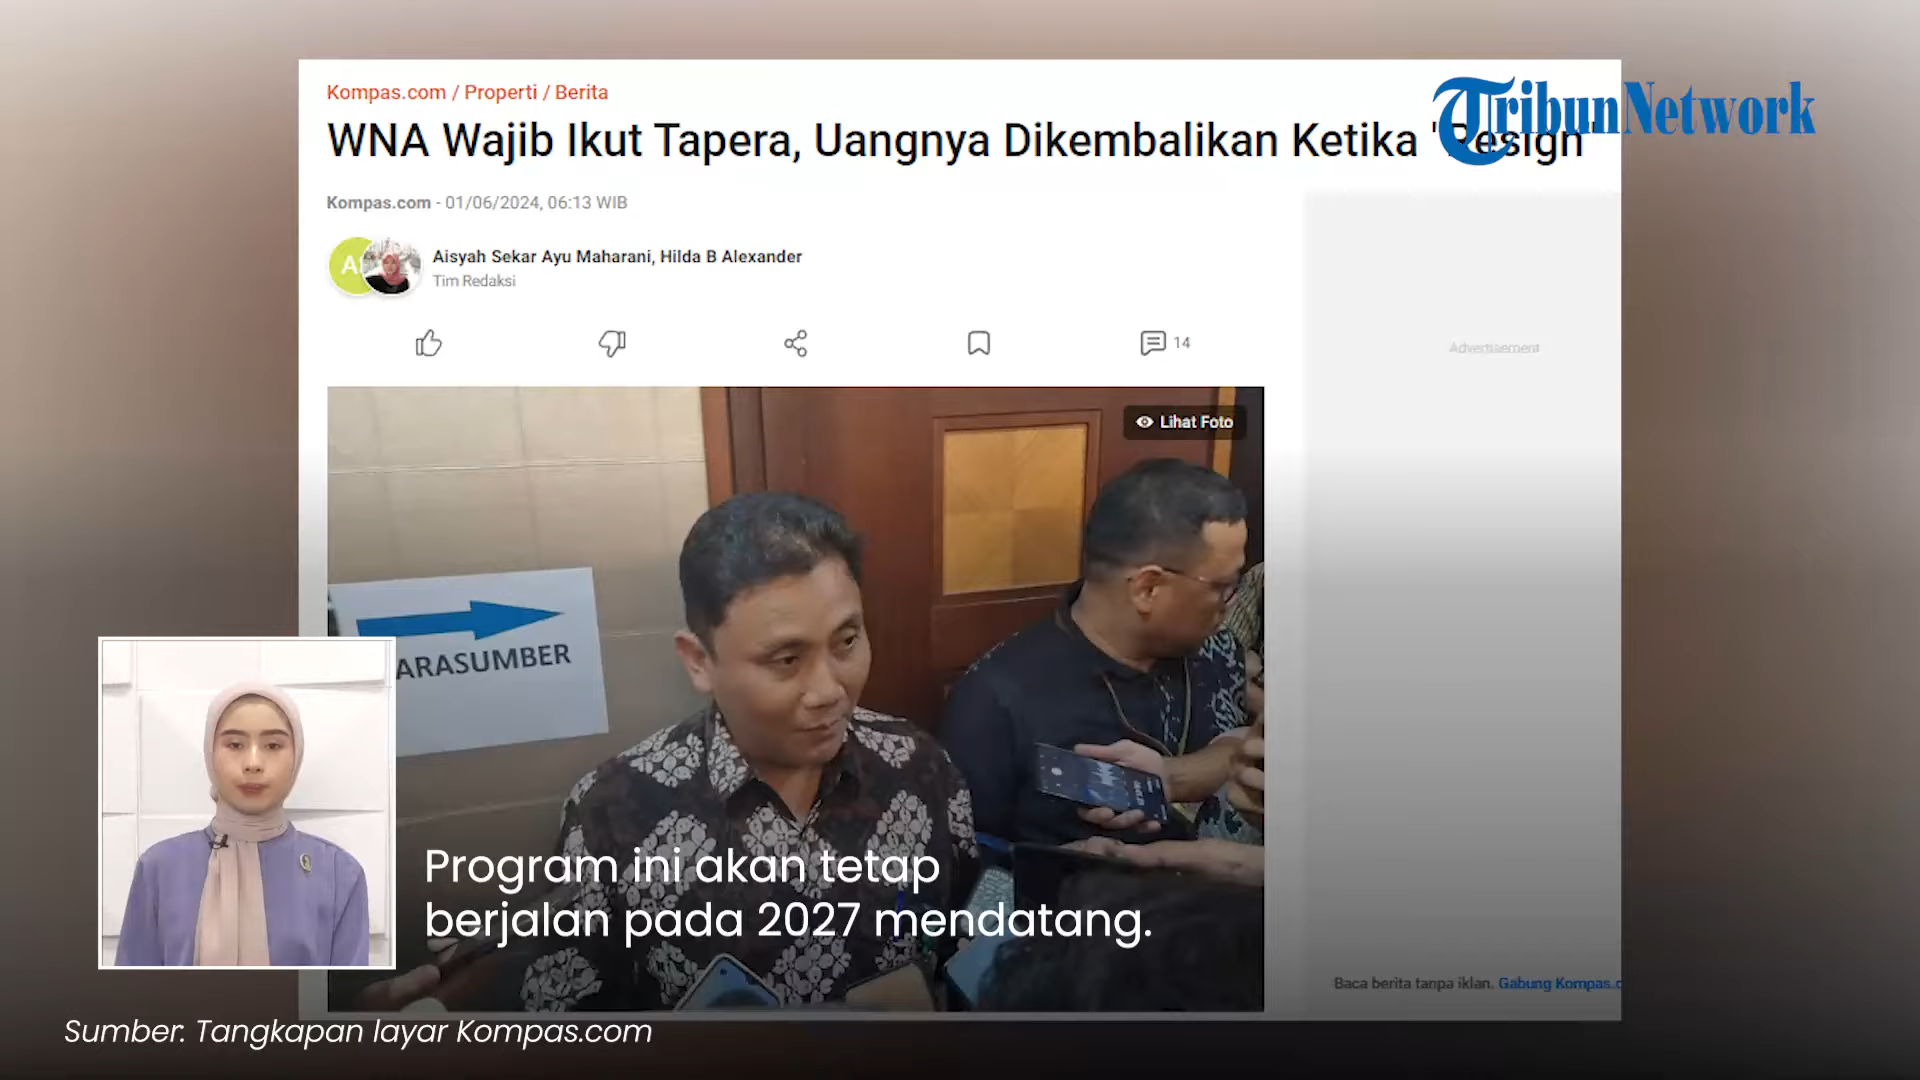 Kompas.com / Properti / Berita
TribunNetwork
WNA Wajib Ikut Tapera, Uangnya Dikembalikan Ketika "Resign"
Kompas.com - 01/06/2024, 06:13 WIB
Aisyah Sekar Ayu Maharani, Hilda B Alexander
Tim Redaksi
14
Advertisement
Lihat Foto
ARASUMBER
Program ini akan tetap
berjalan pada 2027 mendatang.
Baca berita tanpa iklan. Gabung Kompas.c
Sumber: Tangkapan layar Kompas.com